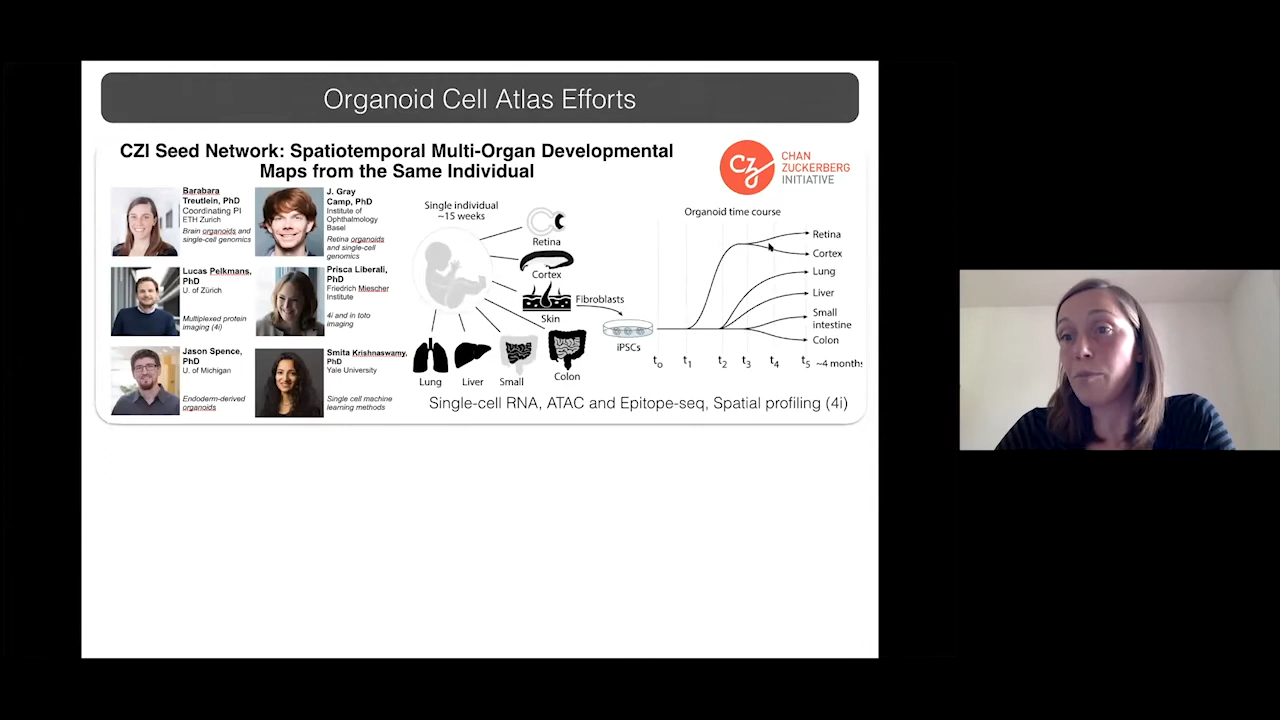 Organoid Cell Atlas Efforts
CZI Seed Network: Spatiotemporal Multi-Organ Developmental
Maps from the Same Individual
CHAN
ZUCKERBERG
INITIATIVE
Barabara
Treutlein, PhD
Coordinating PI
ETH Zurich
Brain organoids and
single-cell genomics
J. Gray
Camp, PhD
Institute of
Ophthalmology
Basel
Retina organoids
and single-cell
genomics
Lucas Pelkmans,
PhD
U. of Zürich
Multiplexed protein
imaging (4i)
Prisca Liberali,
PhD
Friedrich Miescher
Institute
4i and in toto
imaging
Jason Spence,
PhD
U. of Michigan
Endoderm-derived
organoids
Smita Krishnaswamy,
PhD
Yale University
Single cell machine
learning methods
Single individual
~15 weeks
Retina
Cortex
Skin
Fibroblasts
iPSCs
Lung
Liver
Small
Colon
Organoid time course
Retina
Cortex
Lung
Liver
Small
intestine
Colon
t0 t1 t2 t3 t4 t5 ~4 months
Single-cell RNA, ATAC and Epitope-seq, Spatial profiling (4i)